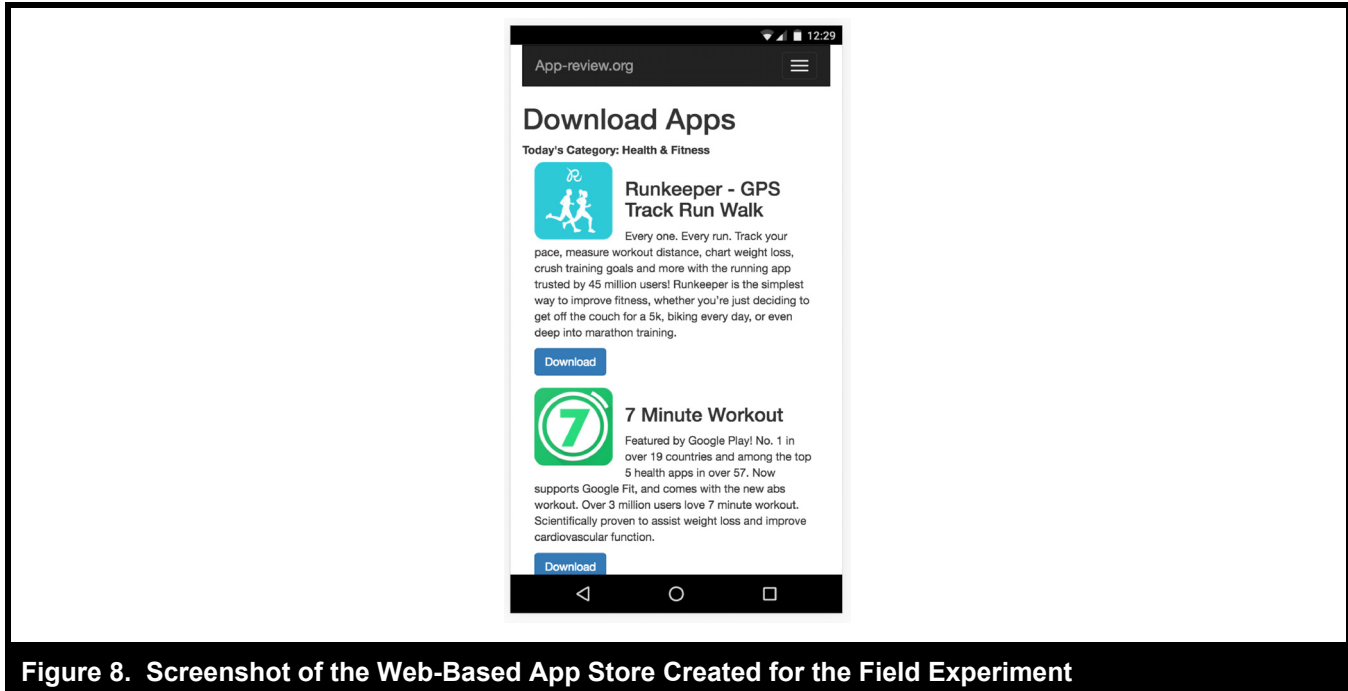 12:29
App-review.org
Download Apps
Today's Category: Health & Fitness
Runkeeper - GPS
Track Run Walk
Every one. Every run. Track your
pace, measure workout distance, chart weight loss,
crush training goals and more with the running app
trusted by 45 million users! Runkeeper is the simplest
way to improve fitness, whether you're just deciding to
get off the couch for a 5k, biking every day, or even
deep into marathon training.
Download
7
7 Minute Workout
Featured by Google Play! No. 1 in
over 19 countries and among the top
5 health apps in over 57. Now
supports Google Fit, and comes with the new abs
workout. Over 3 million users love 7 minute workout.
Scientifically proven to assist weight loss and improve
cardiovascular function.
Download
Figure 8. Screenshot of the Web-Based App Store Created for the Field Experiment